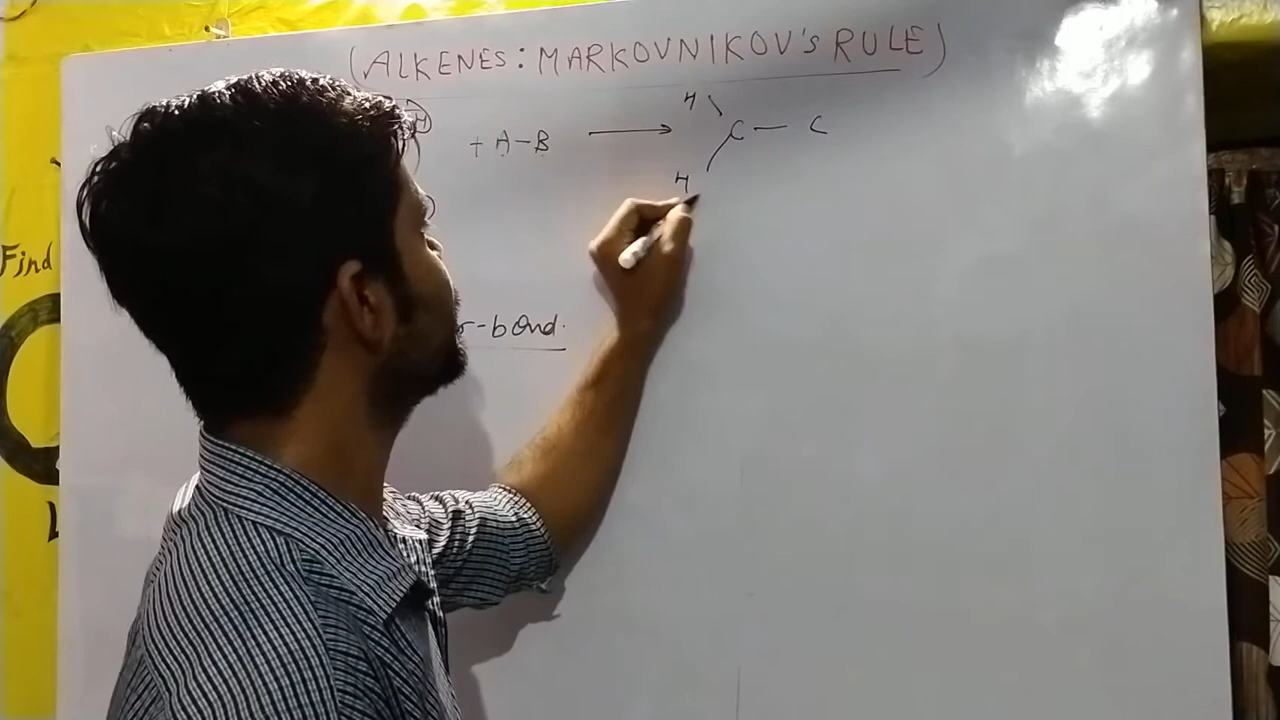 (ALKENES: MARKOVNIKOV'S RULE)
H
+ A-B → C — C
H
Find
-bond.
L